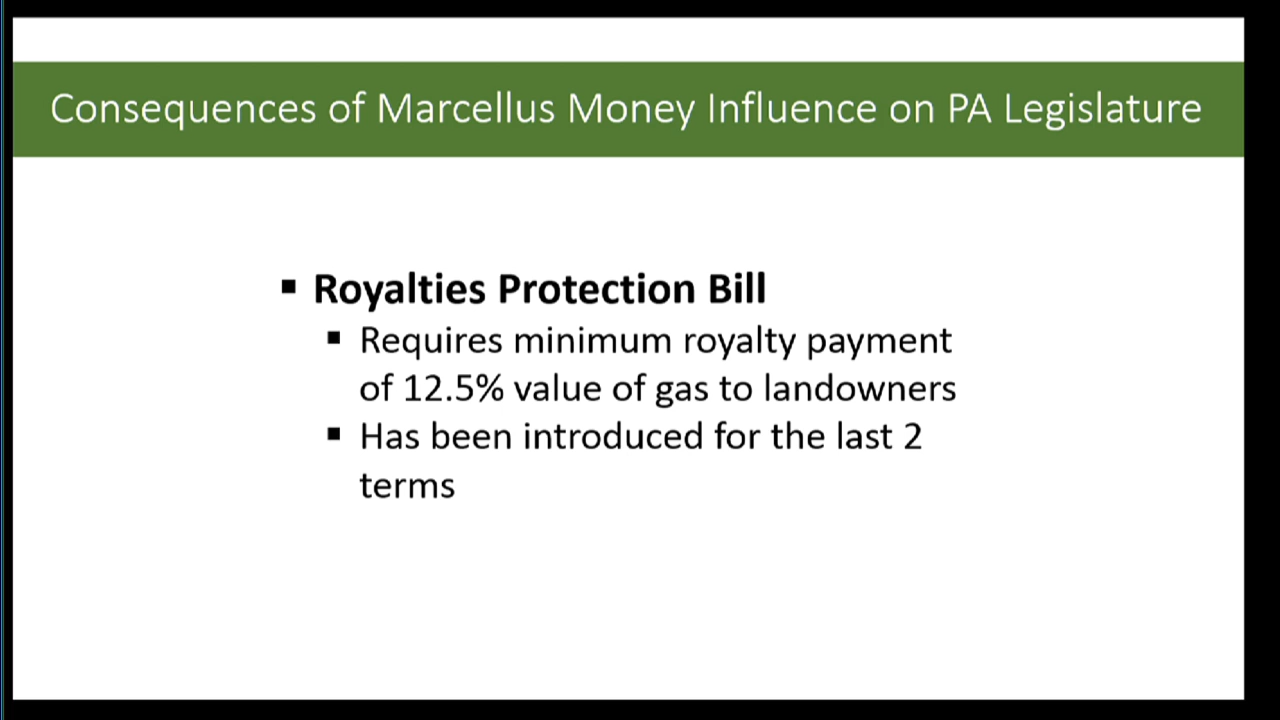 Consequences of Marcellus Money Influence on PA Legislature
▪ Royalties Protection Bill
▪ Requires minimum royalty payment
of 12.5% value of gas to landowners
▪ Has been introduced for the last 2
terms